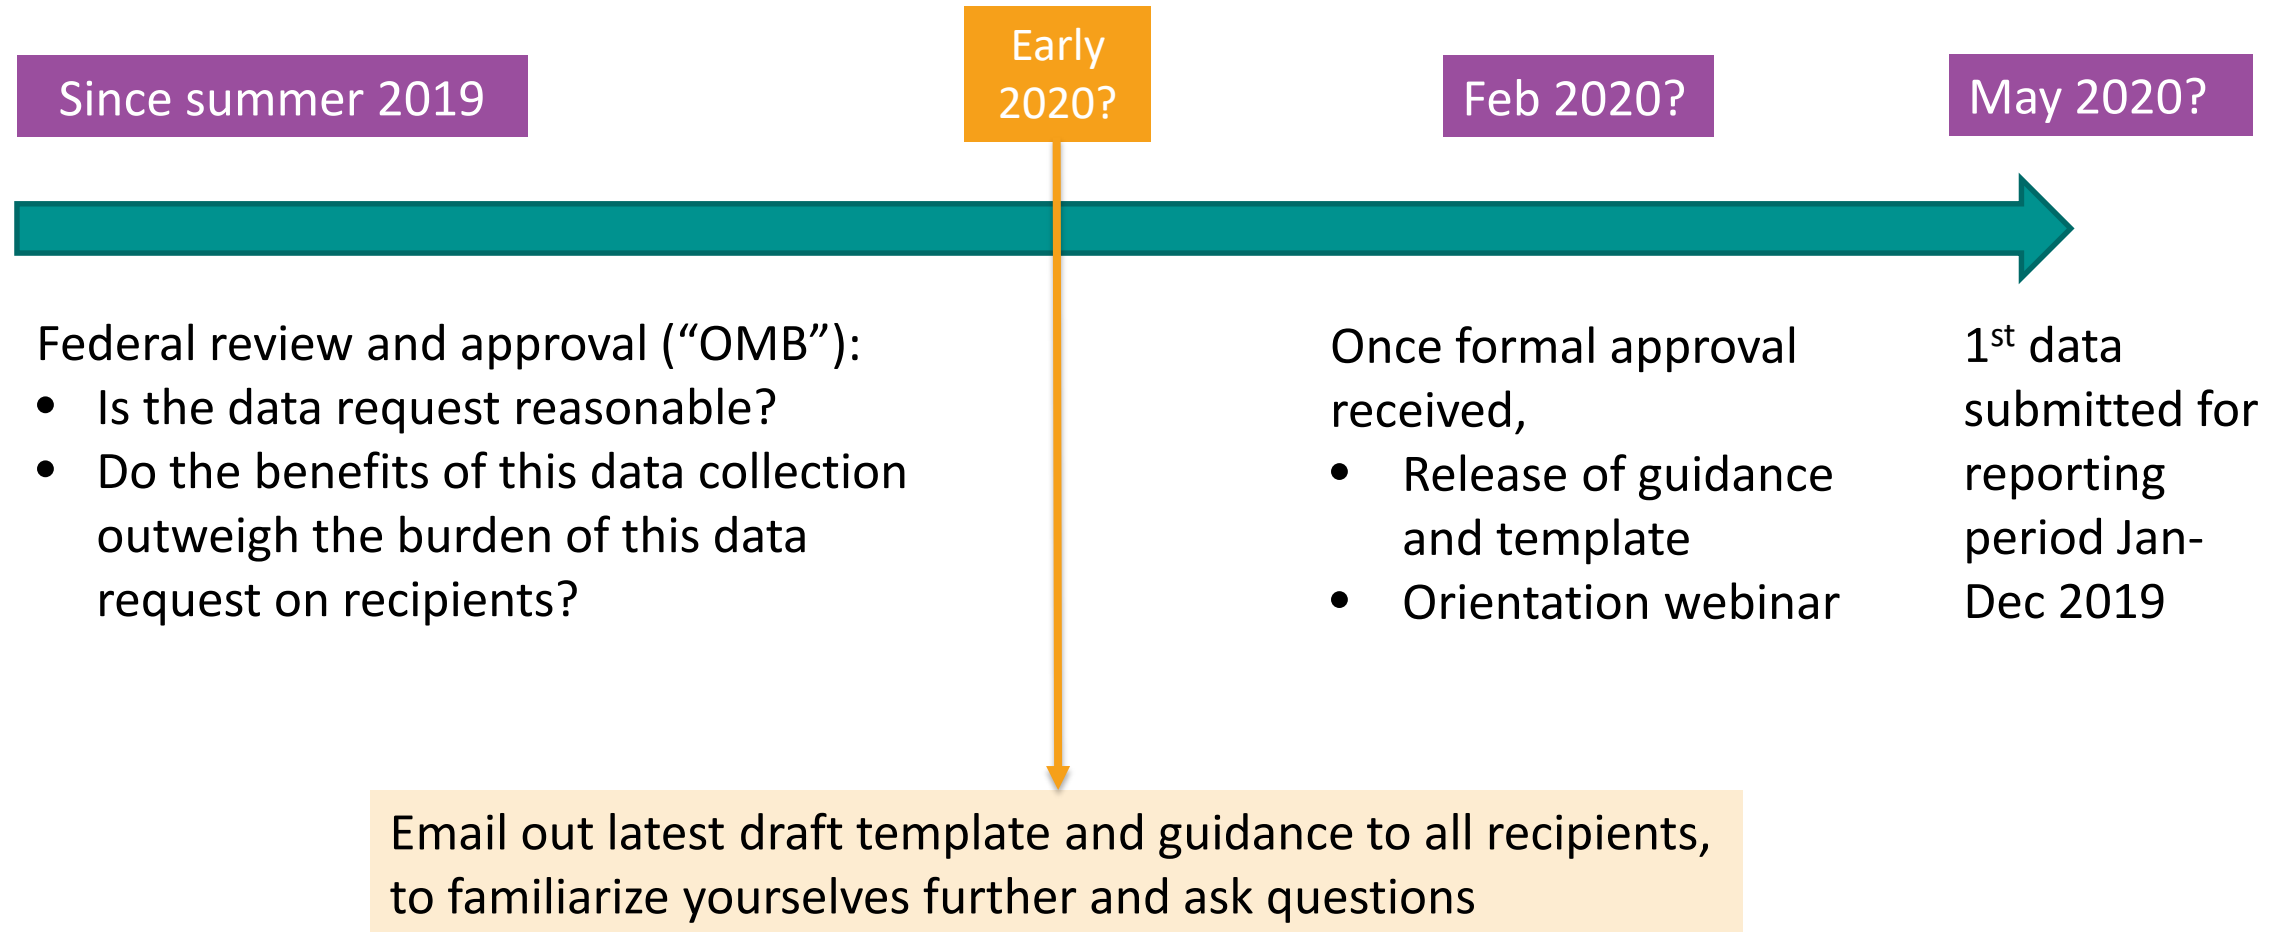 Since summer 2019
Early
2020?
Feb 2020?
May 2020?
Federal review and approval (“OMB”):
• Is the data request reasonable?
• Do the benefits of this data collection
outweigh the burden of this data
request on recipients?
Once formal approval
received,
• Release of guidance
and template
• Orientation webinar
1st data
submitted for
reporting
period Jan-
Dec 2019
Email out latest draft template and guidance to all recipients,
to familiarize yourselves further and ask questions